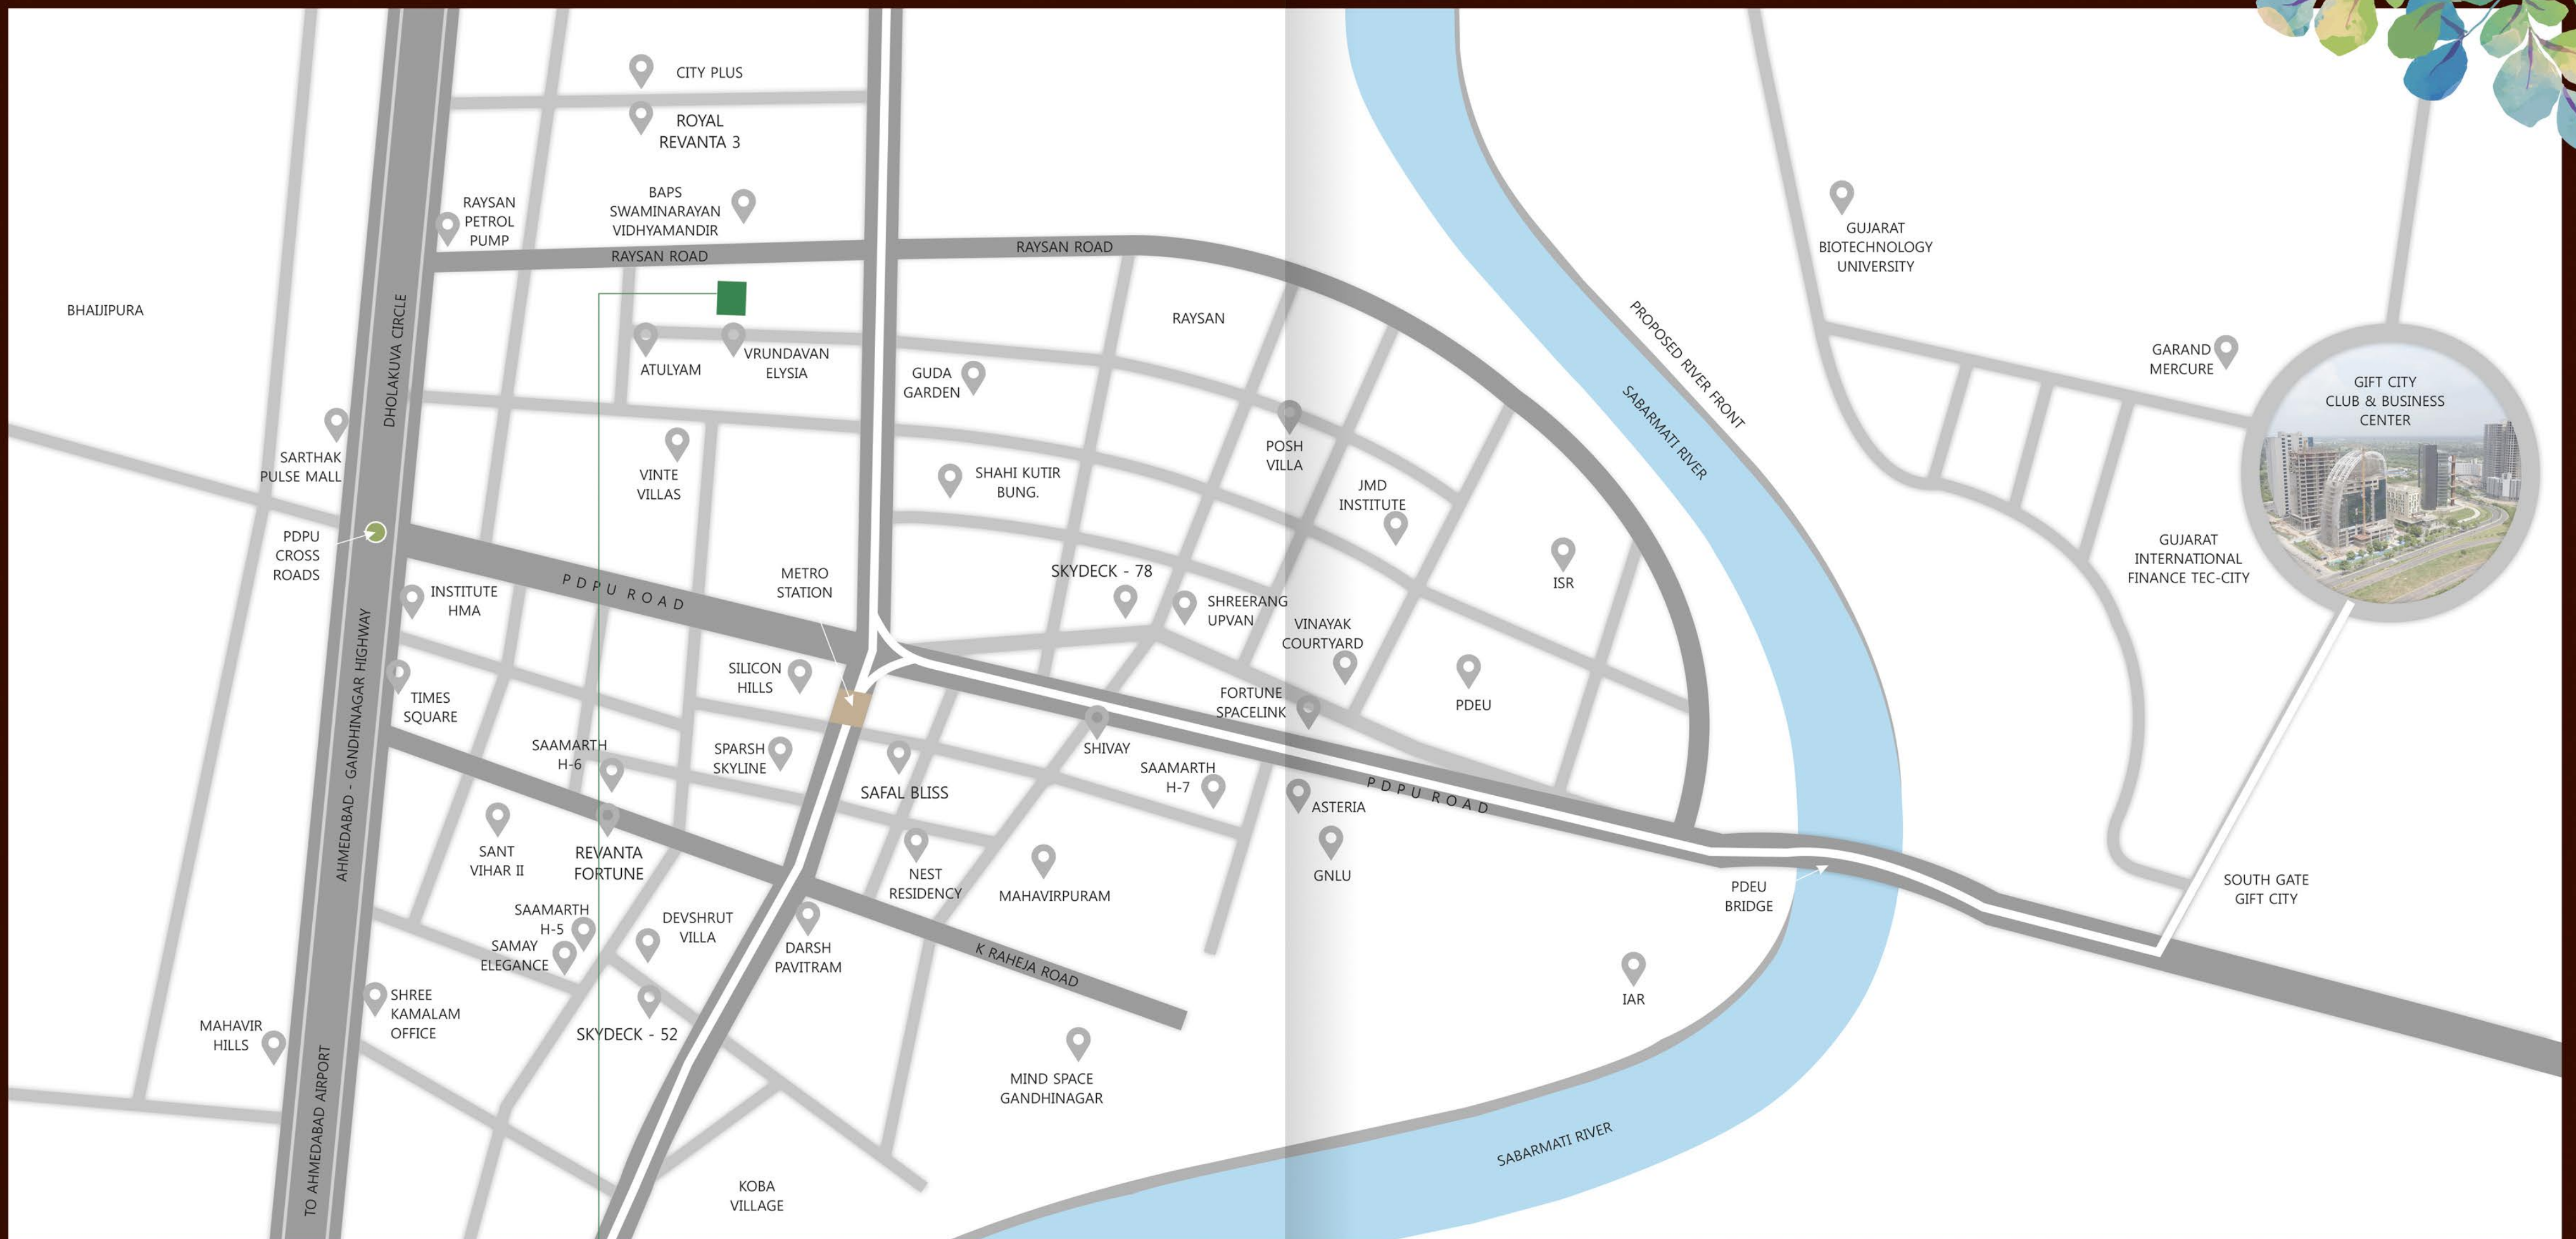 CITY PLUS
ROYAL
REVANTA 3
BAPS
SWAMINARAYAN
VIDHYAMANDIR
RAYSAN
PETROL
PUMP
RAYSAN ROAD
RAYSAN ROAD
GUJARAT
BIOTECHNOLOGY
UNIVERSITY
BHAIJIPURA
DHOLAKUVA CIRCLE
RAYSAN
PROPOSED RIVER FRONT
SABARMATI RIVER
ATULYAM
VRUNDAVAN
ELYSIA
GUDA
GARDEN
GARAND
MERCURE
GIFT CITY
CLUB & BUSINESS
CENTER
SARTHAK
PULSE MALL
VINTE
VILLAS
SHAHI KUTIR
BUNG.
POSH
VILLA
JMD
INSTITUTE
PDPU
CROSS
ROADS
PDPU ROAD
METRO
STATION
SKYDECK - 78
ISR
GUJARAT
INTERNATIONAL
FINANCE TEC-CITY
INSTITUTE
HMA
SHREERANG
UPVAN
VINAYAK
COURTYARD
AHMEDABAD - GANDHINAGAR HIGHWAY
TIMES
SQUARE
SILICON
HILLS
FORTUNE
SPACELINK
PDEU
SAAMARTH
H-6
SPARSH
SKYLINE
SAFAL BLISS
SHIVAY
SAAMARTH
H-7
ASTERIA
PDPU ROAD
GNLU
SANT
VIHAR II
REVANTA
FORTUNE
NEST
RESIDENCY
MAHAVIRPURAM
PDEU
BRIDGE
SOUTH GATE
GIFT CITY
SAAMARTH
H-5
SAMAY
ELEGANCE
DEVSHRUT
VILLA
DARSH
PAVITRAM
K RAHEJA ROAD
IAR
MAHAVIR
HILLS
SHREE
KAMALAM
OFFICE
SKYDECK - 52
MIND SPACE
GANDHINAGAR
TO AHMEDABAD AIRPORT
KOBA
VILLAGE
SABARMATI RIVER